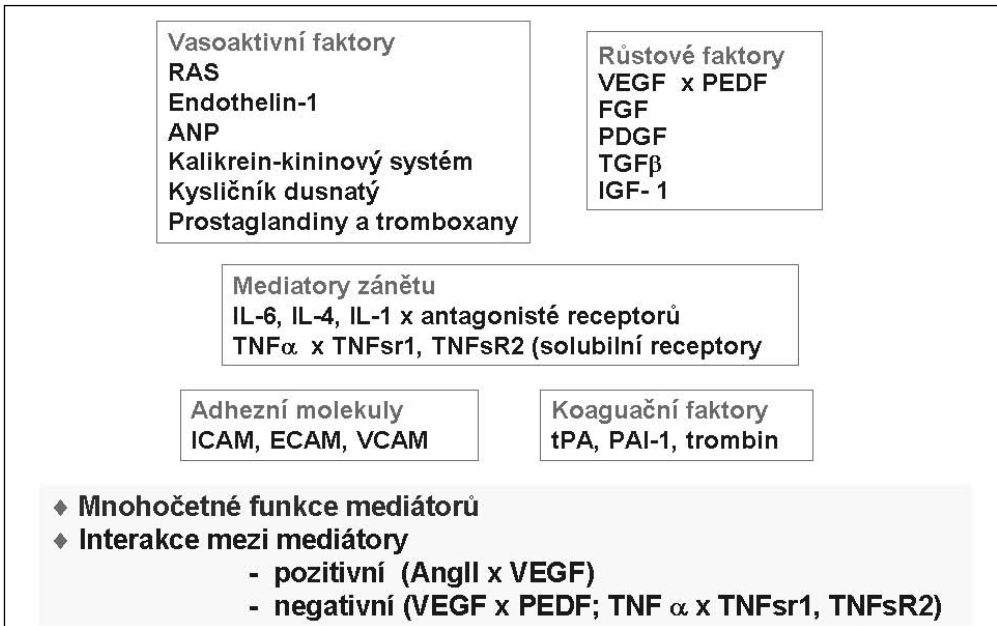 Vasoaktivní faktory
RAS
Endothelin-1
ANP
Kalikrein-kininový systém
Kysličník dusnatý
Prostaglandiny a tromboxany
Růstové faktory
VEGF x PEDF
FGF
PDGF
TGFβ
IGF- 1
Mediatory zánětu
IL-6, IL-4, IL-1 x antagonisté receptorů
TNFα x TNFsr1, TNFsR2 (solubilní receptory
Adhezní molekuly
ICAM, ECAM, VCAM
Koaguační faktory
tPA, PAI-1, trombin
♦ Mnohočetné funkce mediátorů
♦ Interakce mezi mediátory
- pozitivní (AngII x VEGF)
- negativní (VEGF x PEDF; TNF α x TNFsr1, TNFsR2)